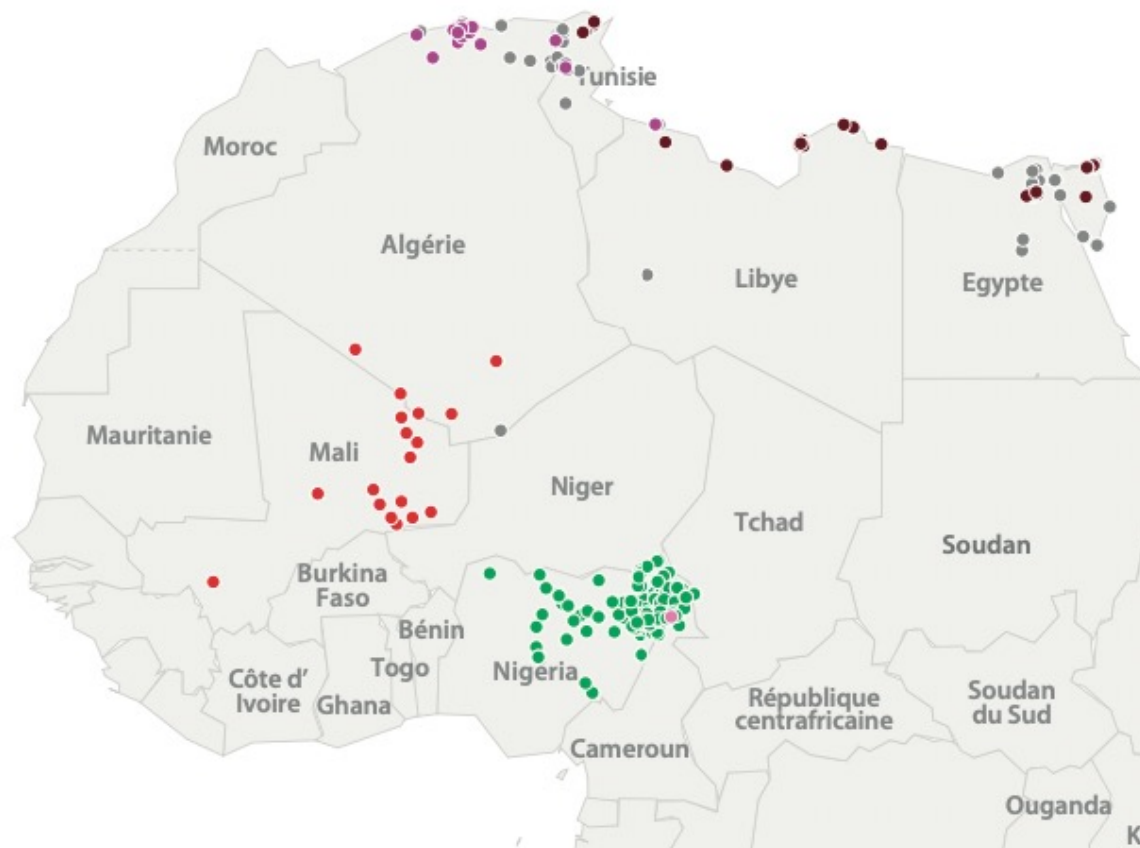 Tunisie
Moroc
Algérie
Libye
Egypte
Mauritanie
Mali
Niger
Tchad
Soudan
Burkina
Faso
Bénin
Togo
Nigeria
Côte d'
Ivoire
Ghana
République
centrafricaine
Soudan
du Sud
Cameroun
Ouganda
K